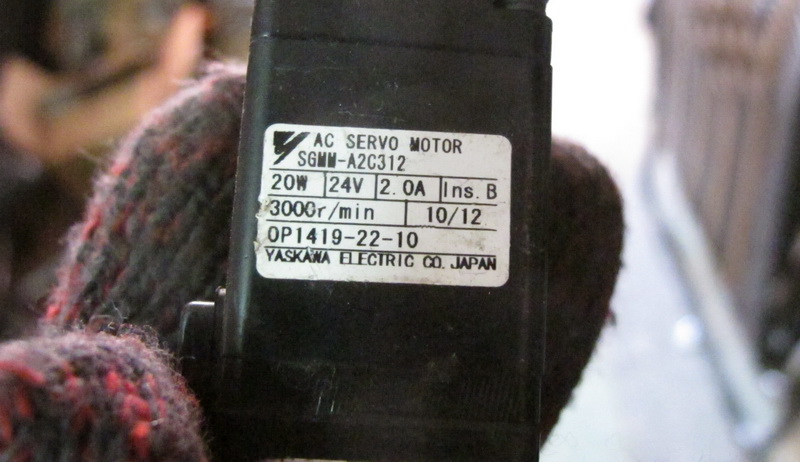 AC SERVO MOTOR
SGMM-A2C312
20W 24V 2.0A Ins. B
3000r/min 10/12
OP1419-22-10
YASKAWA ELECTRIC CO. JAPAN